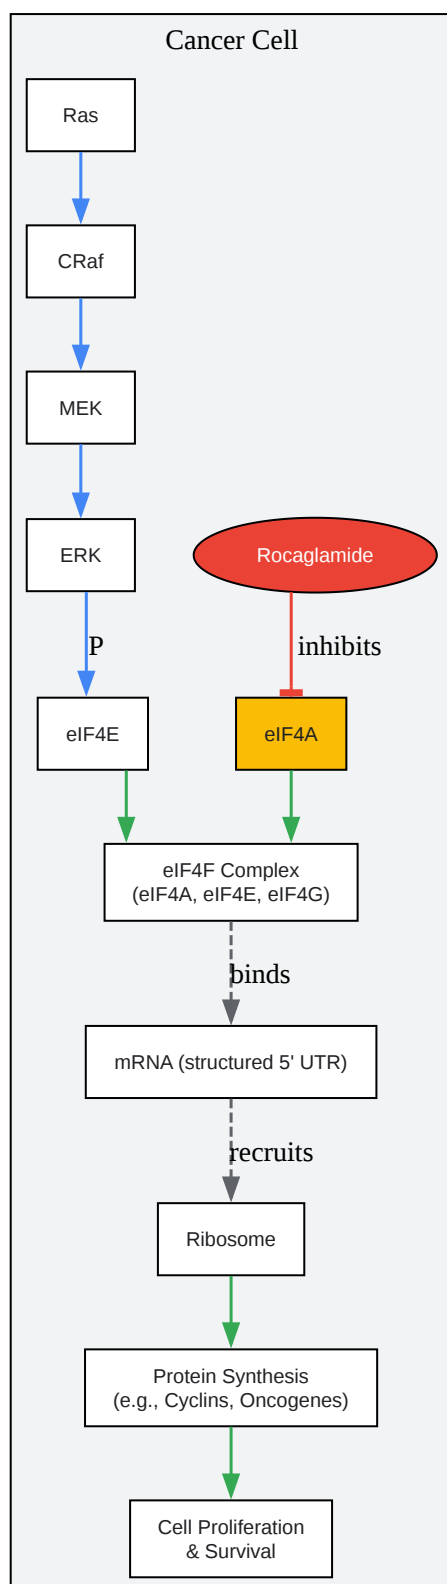 Cancer Cell
Ras
CRaf
MEK
ERK
Rocaglamide
P
inhibits
eIF4E
eIF4A
eIF4F Complex
(eIF4A, eIF4E, eIF4G)
binds
mRNA (structured 5' UTR)
recruits
Ribosome
Protein Synthesis
(e.g., Cyclins, Oncogenes)
Cell Proliferation
& Survival